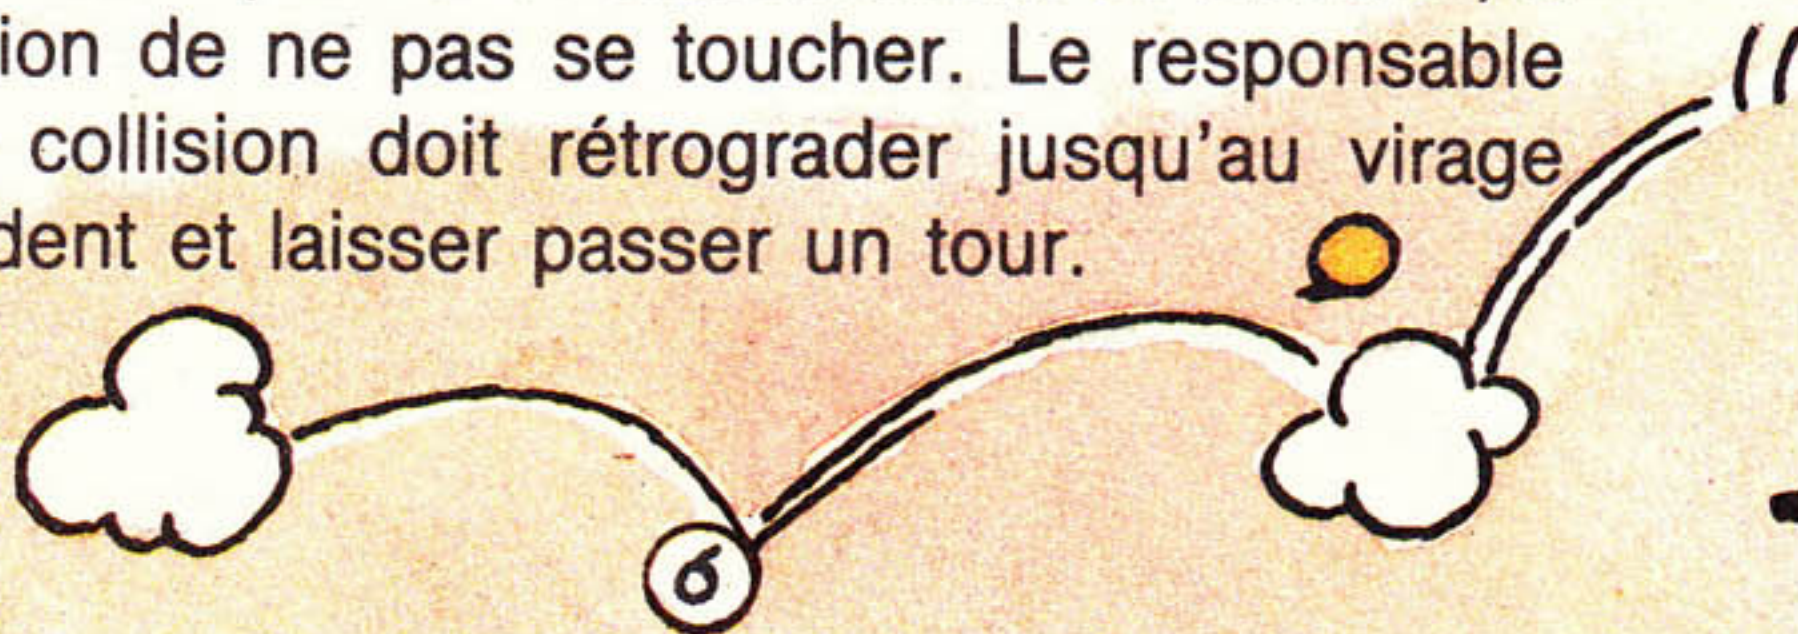 ion de ne pas se toucher. Le responsable
collision doit rétrograder jusqu'au virage
dent et laisser passer un tour.
6